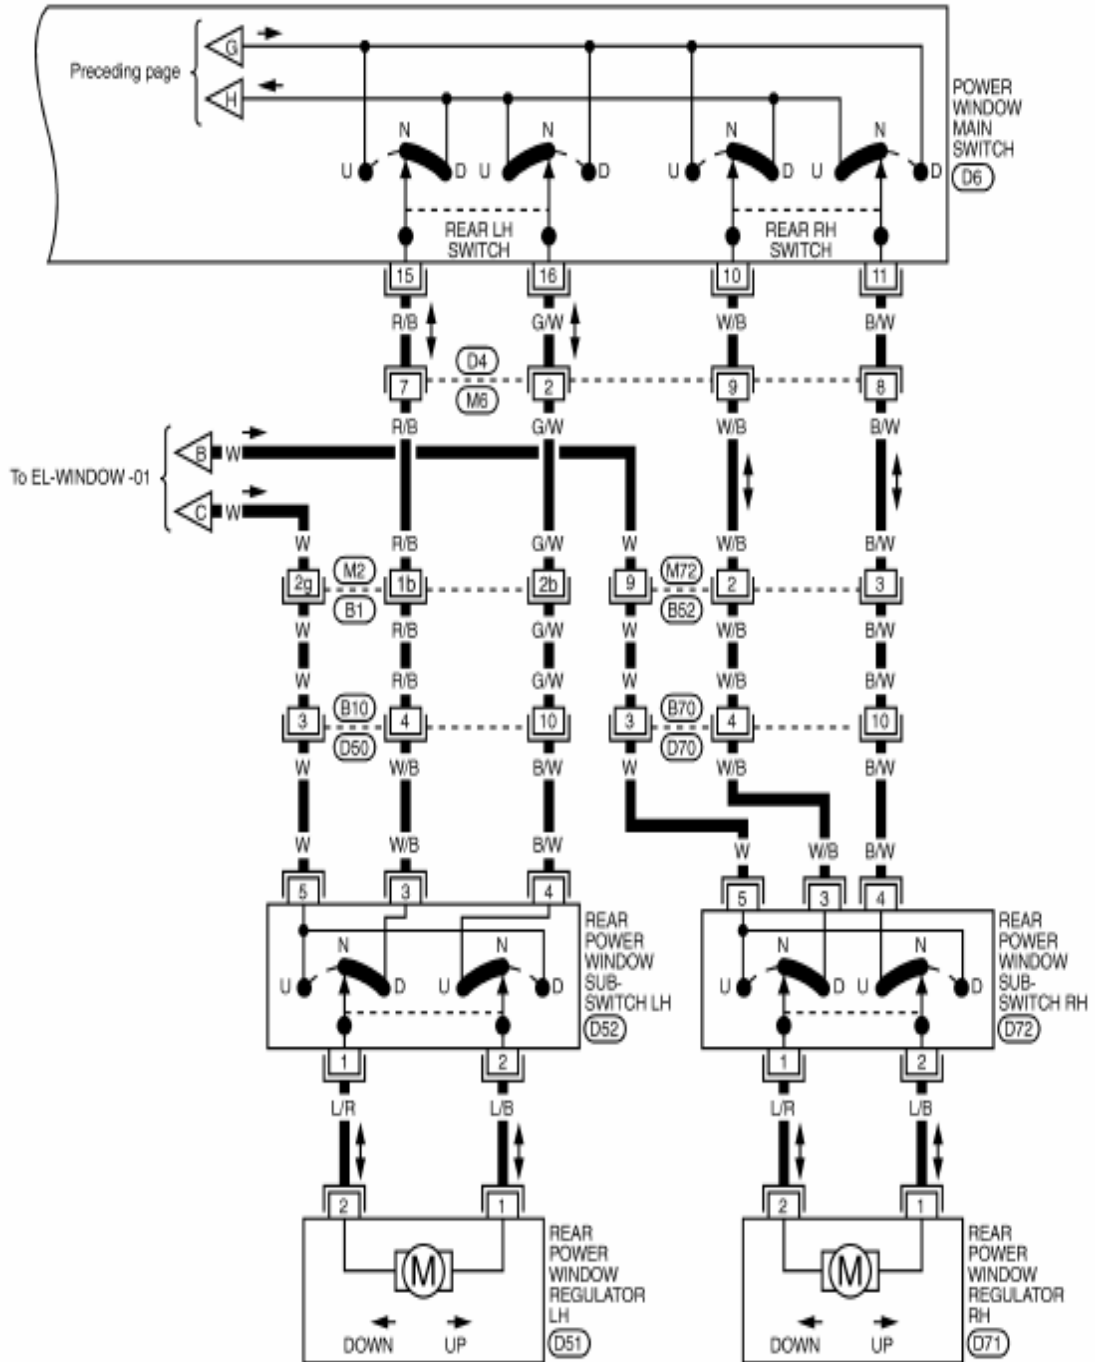 G
Preceding page
H
POWER
WINDOW
MAIN
SWITCH
D6
N N N N
U D U D U D U D
REAR LH
SWITCH
REAR RH
SWITCH
15 16 10 11
R/B G/W W/B B/W
D4
7 2 9 8
M6
R/B G/W W/B B/W
B W
To EL-WINDOW -01
C W
W R/B G/W W W/B B/W
M2 M72
2g 1b 2b 9 2 3
B1 B52
W R/B G/W W W/B B/W
W R/B G/W W/B B/W
B10 B70
3 4 10 3 4 10
D50 D70
W W/B B/W W W/B B/W
W W/B B/W W W/B B/W
5 3 4 5 3 4
REAR
POWER
WINDOW
SUB-
SWITCH LH
D52
REAR
POWER
WINDOW
SUB-
SWITCH RH
D72
N N N N
U D U D U D U D
1 2 1 2
L/R L/B L/R L/B
2 1 2 1
M M
REAR
POWER
WINDOW
REGULATOR
LH
D51
REAR
POWER
WINDOW
REGULATOR
RH
D71
DOWN UP DOWN UP